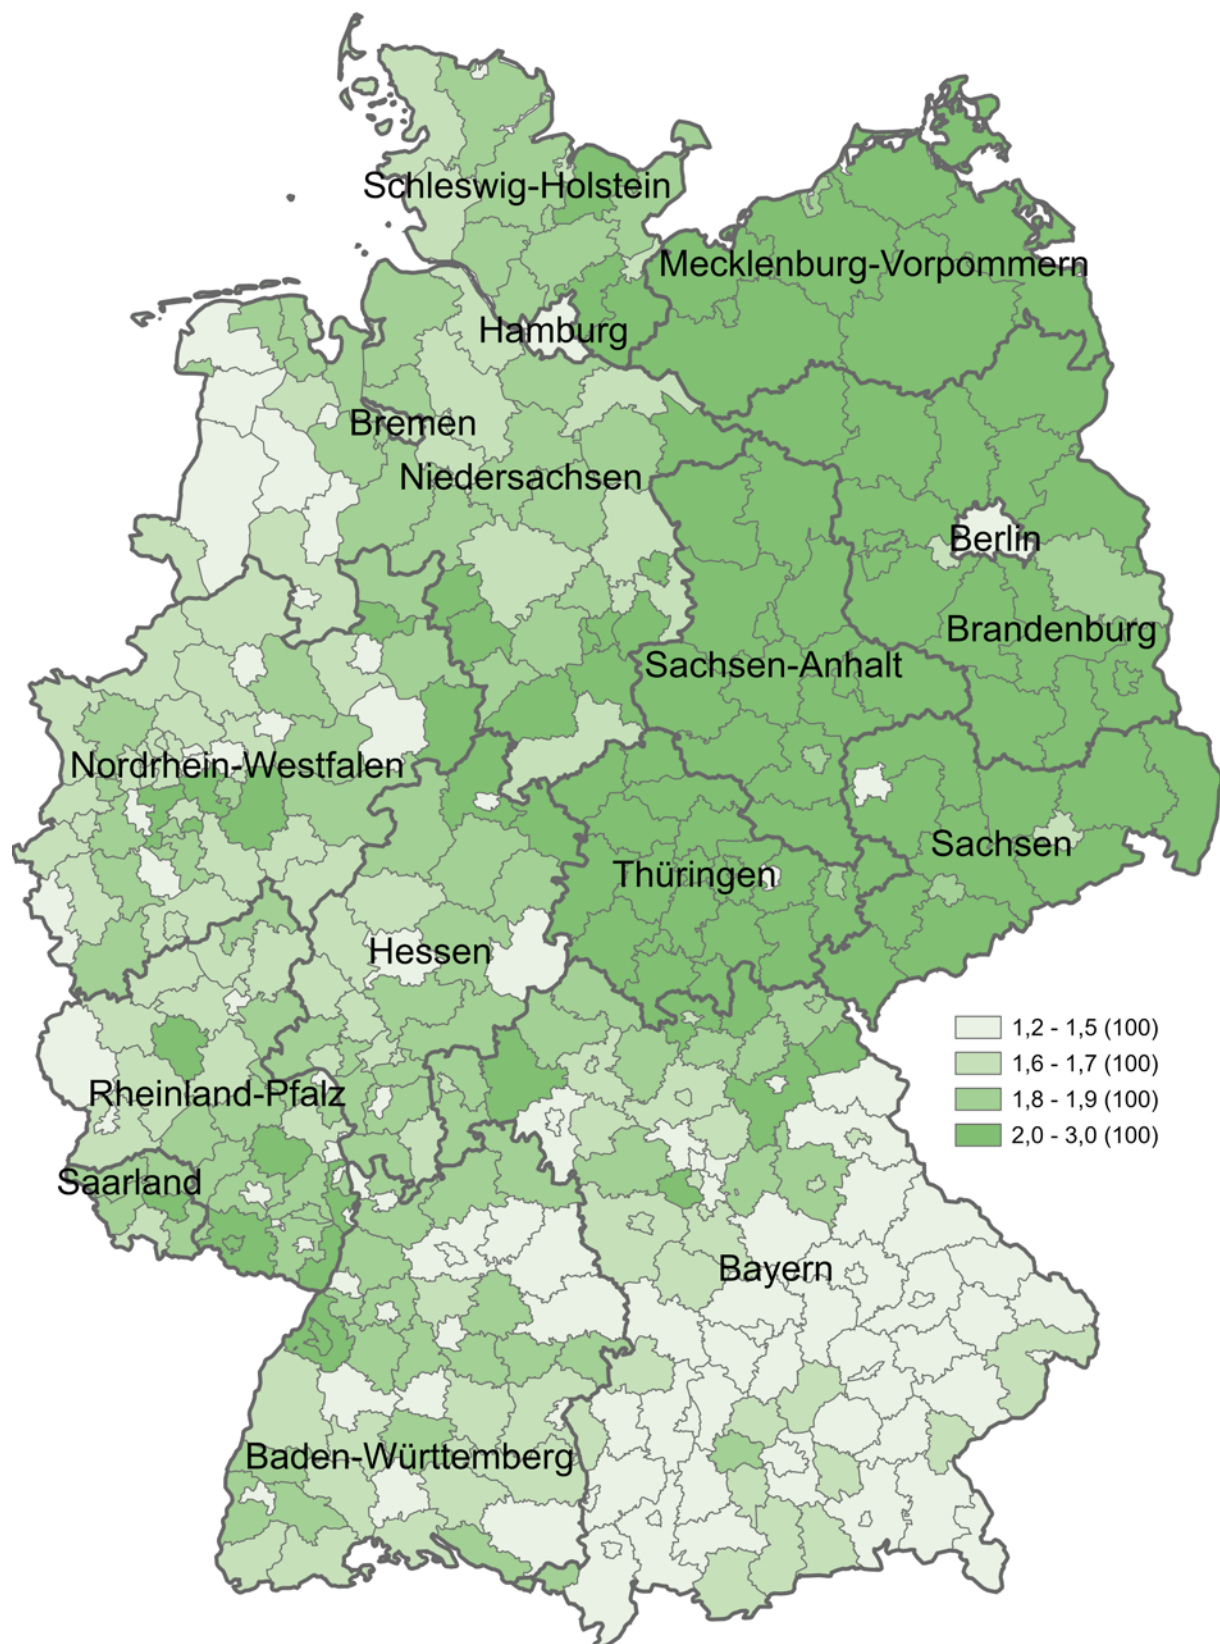 Schleswig-Holstein
Mecklenburg-Vorpommern
Hamburg
Bremen
Niedersachsen
Berlin
Brandenburg
Sachsen-Anhalt
Nordrhein-Westfalen
Sachsen
Thüringen
Hessen
1,2 - 1,5 (100)
1,6 - 1,7 (100)
1,8 - 1,9 (100)
2,0 - 3,0 (100)
Rheinland-Pfalz
Saarland
Bayern
Baden-Württemberg